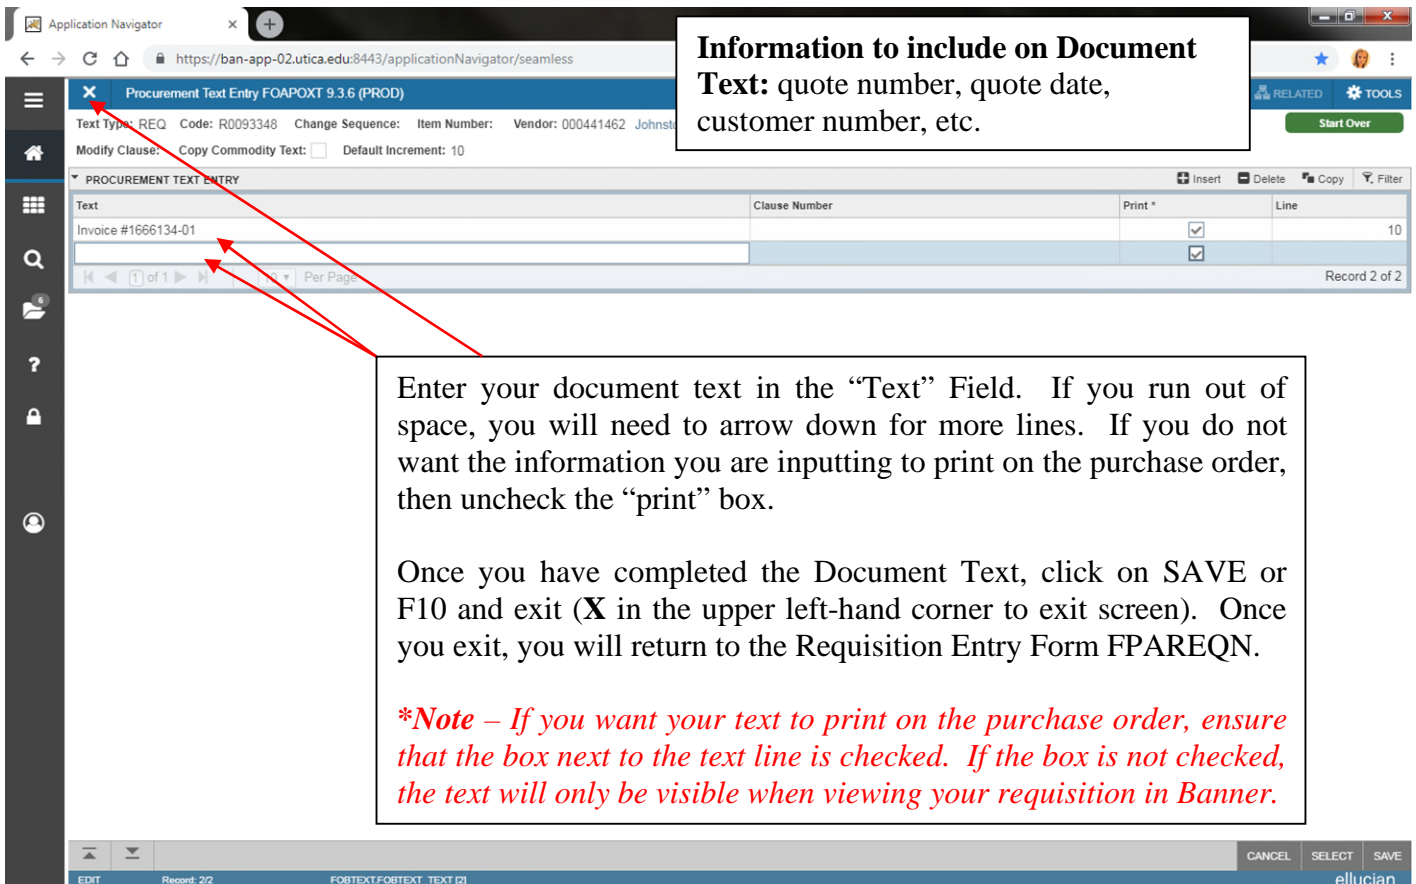 Application Navigator
https://ban-app-02.utica.edu:8443/applicationNavigator/seamless
Information to include on Document
Text: quote number, quote date,
customer number, etc.
Procurement Text Entry FOAPOXT 9.3.6 (PROD)
RELATED TOOLS
Text Type: REQ Code: R0093348 Change Sequence: Item Number: Vendor: 000441462
Start Over
Modify Clause: Copy Commodity Text: Default Increment: 10
PROCUREMENT TEXT ENTRY
Insert Delete Copy Filter
Text Clause Number Print * Line
Invoice #1666134-01 10
1 of 1 10 Per Page Record 2 of 2
6
?
Enter your document text in the “Text” Field. If you run out of
space, you will need to arrow down for more lines. If you do not
want the information you are inputting to print on the purchase order,
then uncheck the “print” box.
Once you have completed the Document Text, click on SAVE or
F10 and exit (X in the upper left-hand corner to exit screen). Once
you exit, you will return to the Requisition Entry Form FPAREQN.
*Note – If you want your text to print on the purchase order, ensure
that the box next to the text line is checked. If the box is not checked,
the text will only be visible when viewing your requisition in Banner.
CANCEL SELECT SAVE
EDIT Record: 2/2 FOBTEXT.FOBTEXT_TEXT [2] ellucian